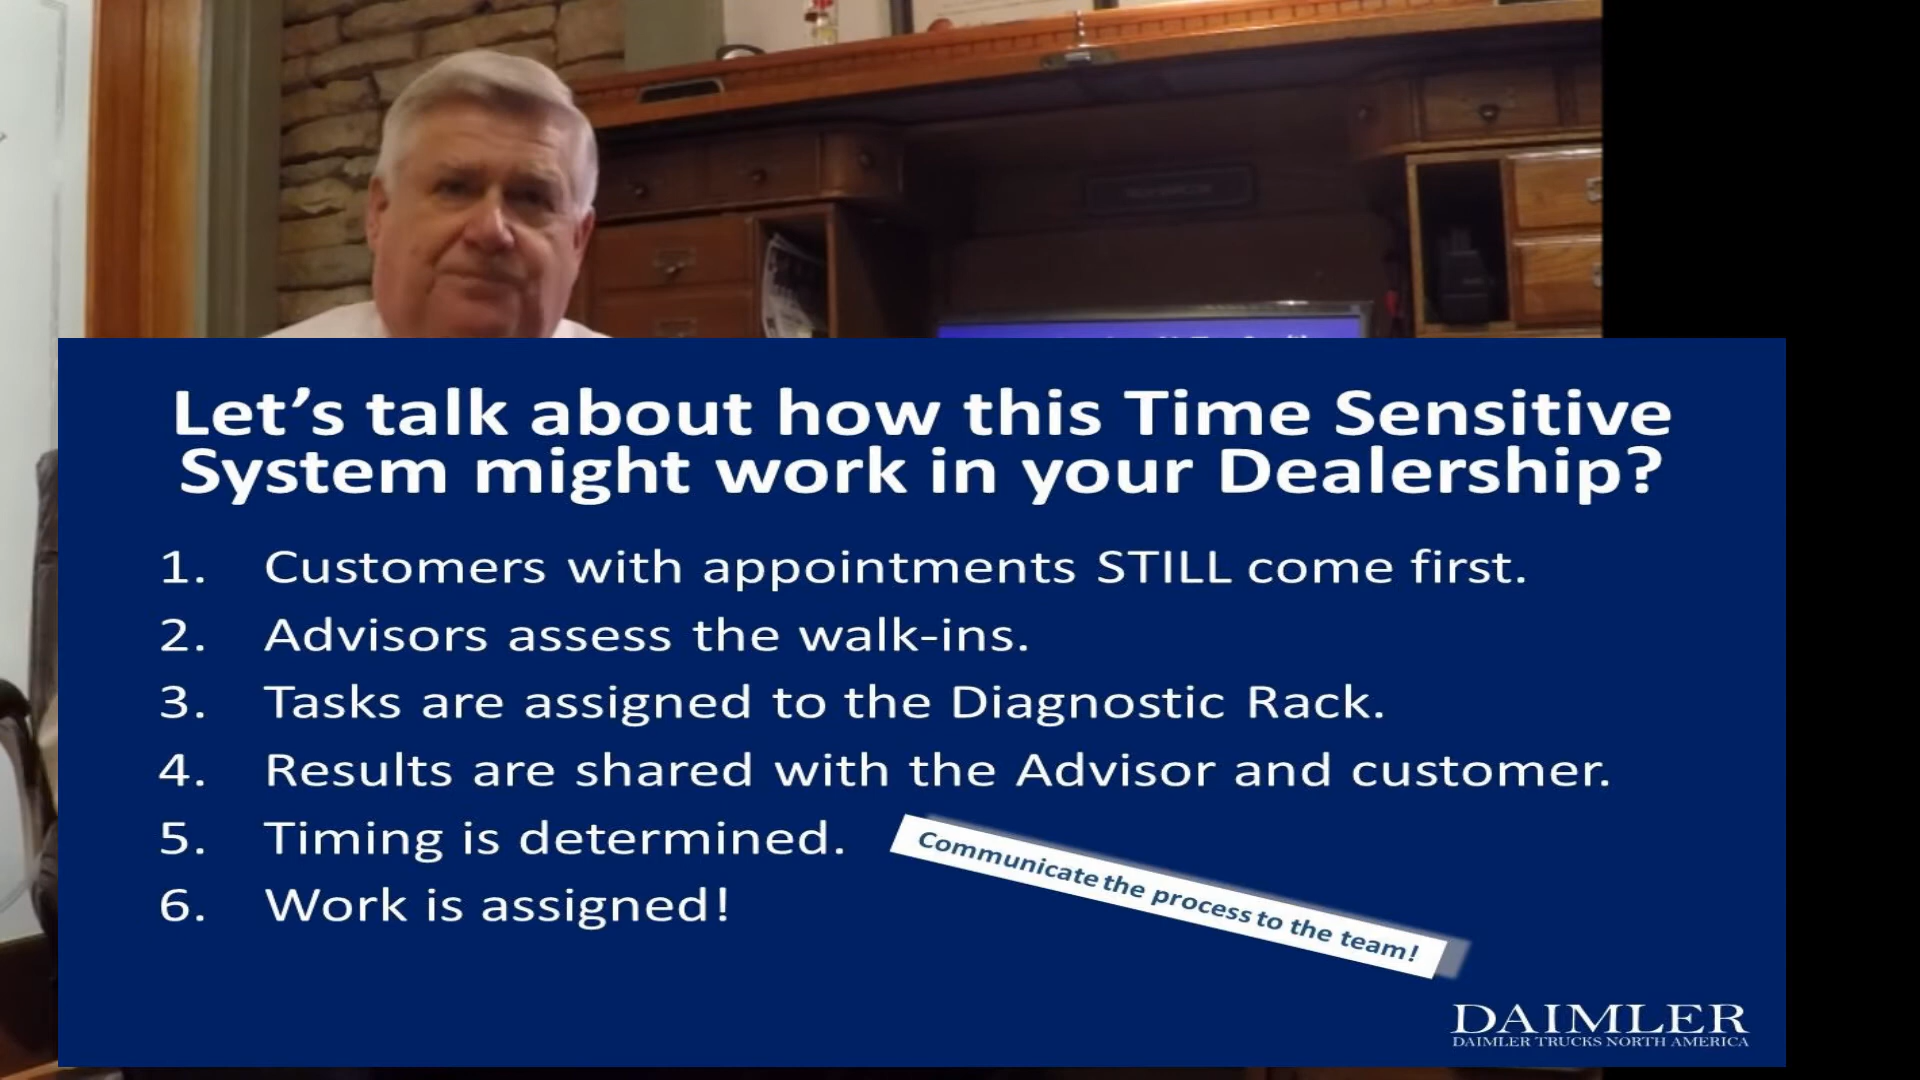 Let’s talk about how this Time Sensitive
System might work in your Dealership?
1. Customers with appointments STILL come first.
2. Advisors assess the walk-ins.
3. Tasks are assigned to the Diagnostic Rack.
4. Results are shared with the Advisor and customer.
5. Timing is determined.
6. Work is assigned!
Communicate the process to the team!
DAIMLER
DAIMLER TRUCKS NORTH AMERICA